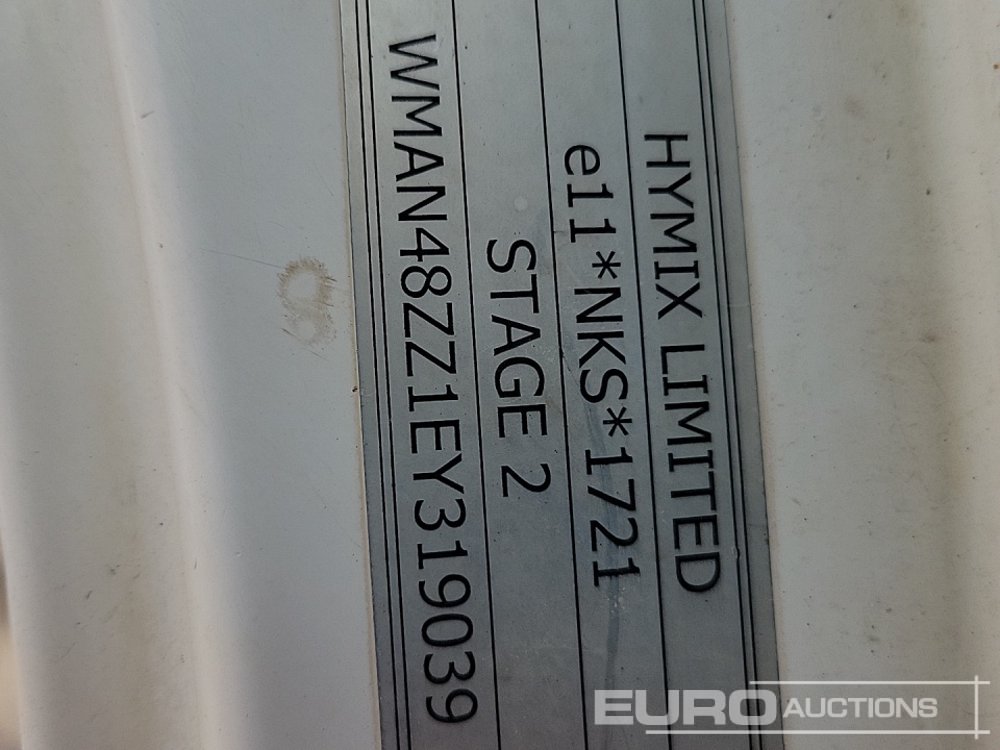 HYMIX LIMITED
e11*NKS*1721
STAGE 2
WMAN48ZZ1EY319039
EURO AUCTIONS